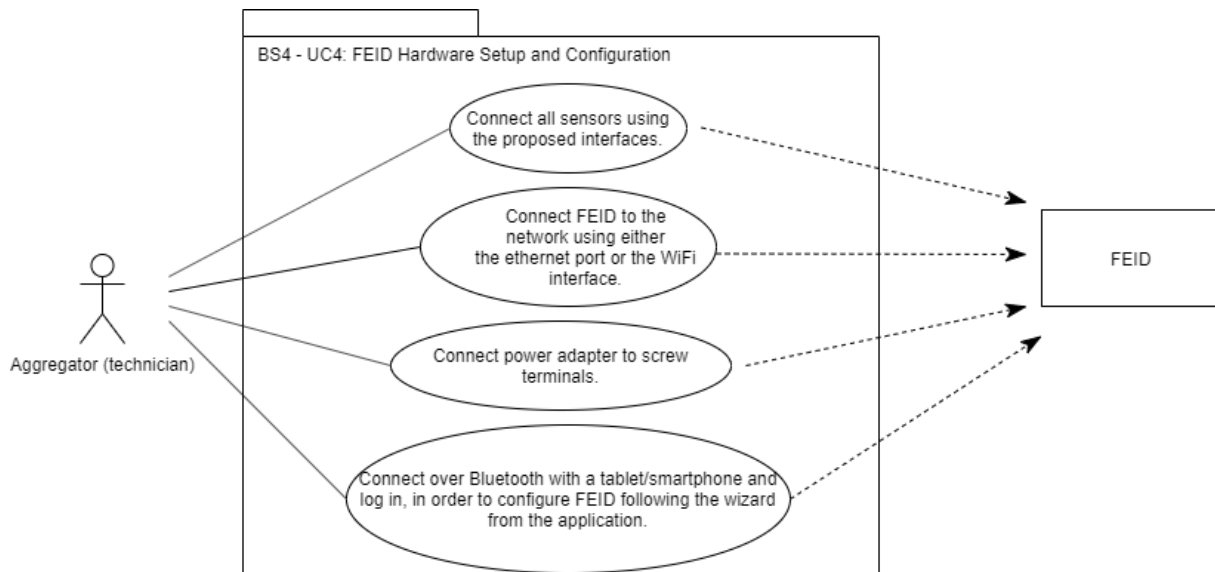 BS4 - UC4: FEID Hardware Setup and Configuration
Connect all sensors using
the proposed interfaces.
Connect FEID to the
network using either
the ethernet port or the WiFi
interface.
FEID
Aggregator (technician)
Connect power adapter to screw
terminals.
Connect over Bluetooth with a tablet/smartphone and
log in, in order to configure FEID following the wizard
from the application.